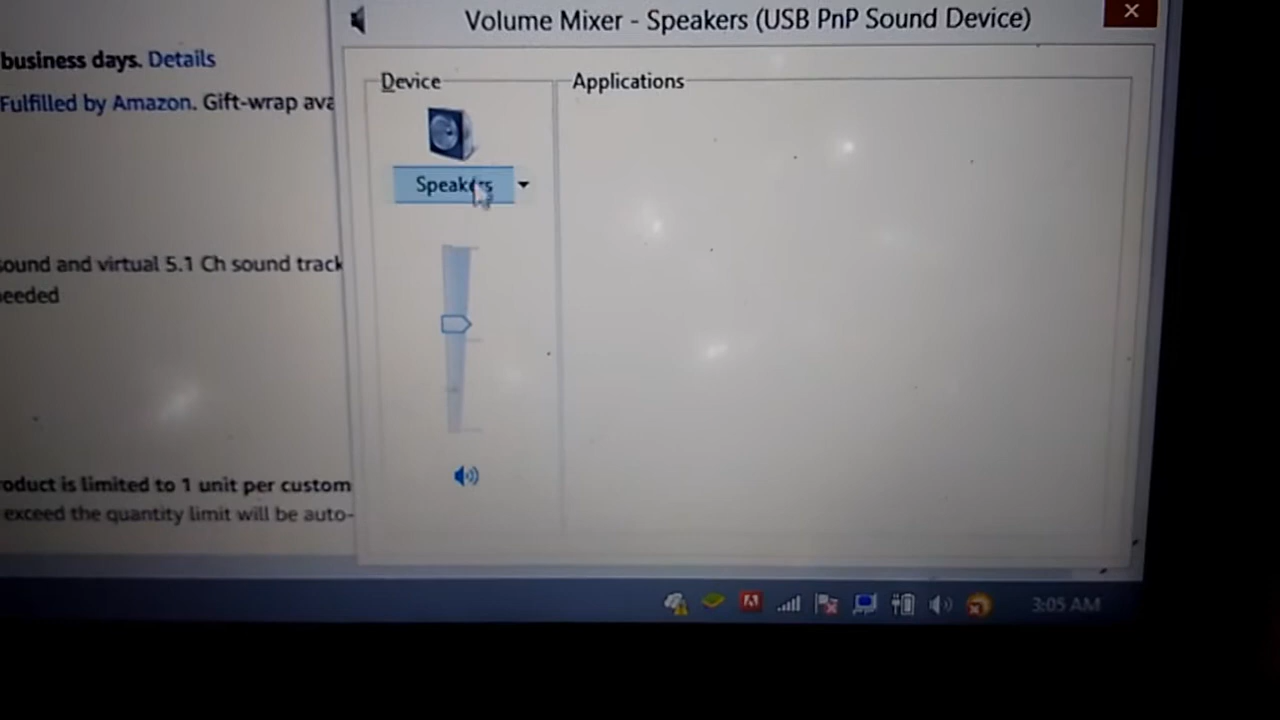 Volume Mixer - Speakers (USB PnP Sound Device)
business days. Details
Fulfilled by Amazon. Gift-wrap ava
Device
Applications
Speakers
sound and virtual 5.1 Ch sound track
needed
roduct is limited to 1 unit per custom
exceed the quantity limit will be auto-
3:05 AM